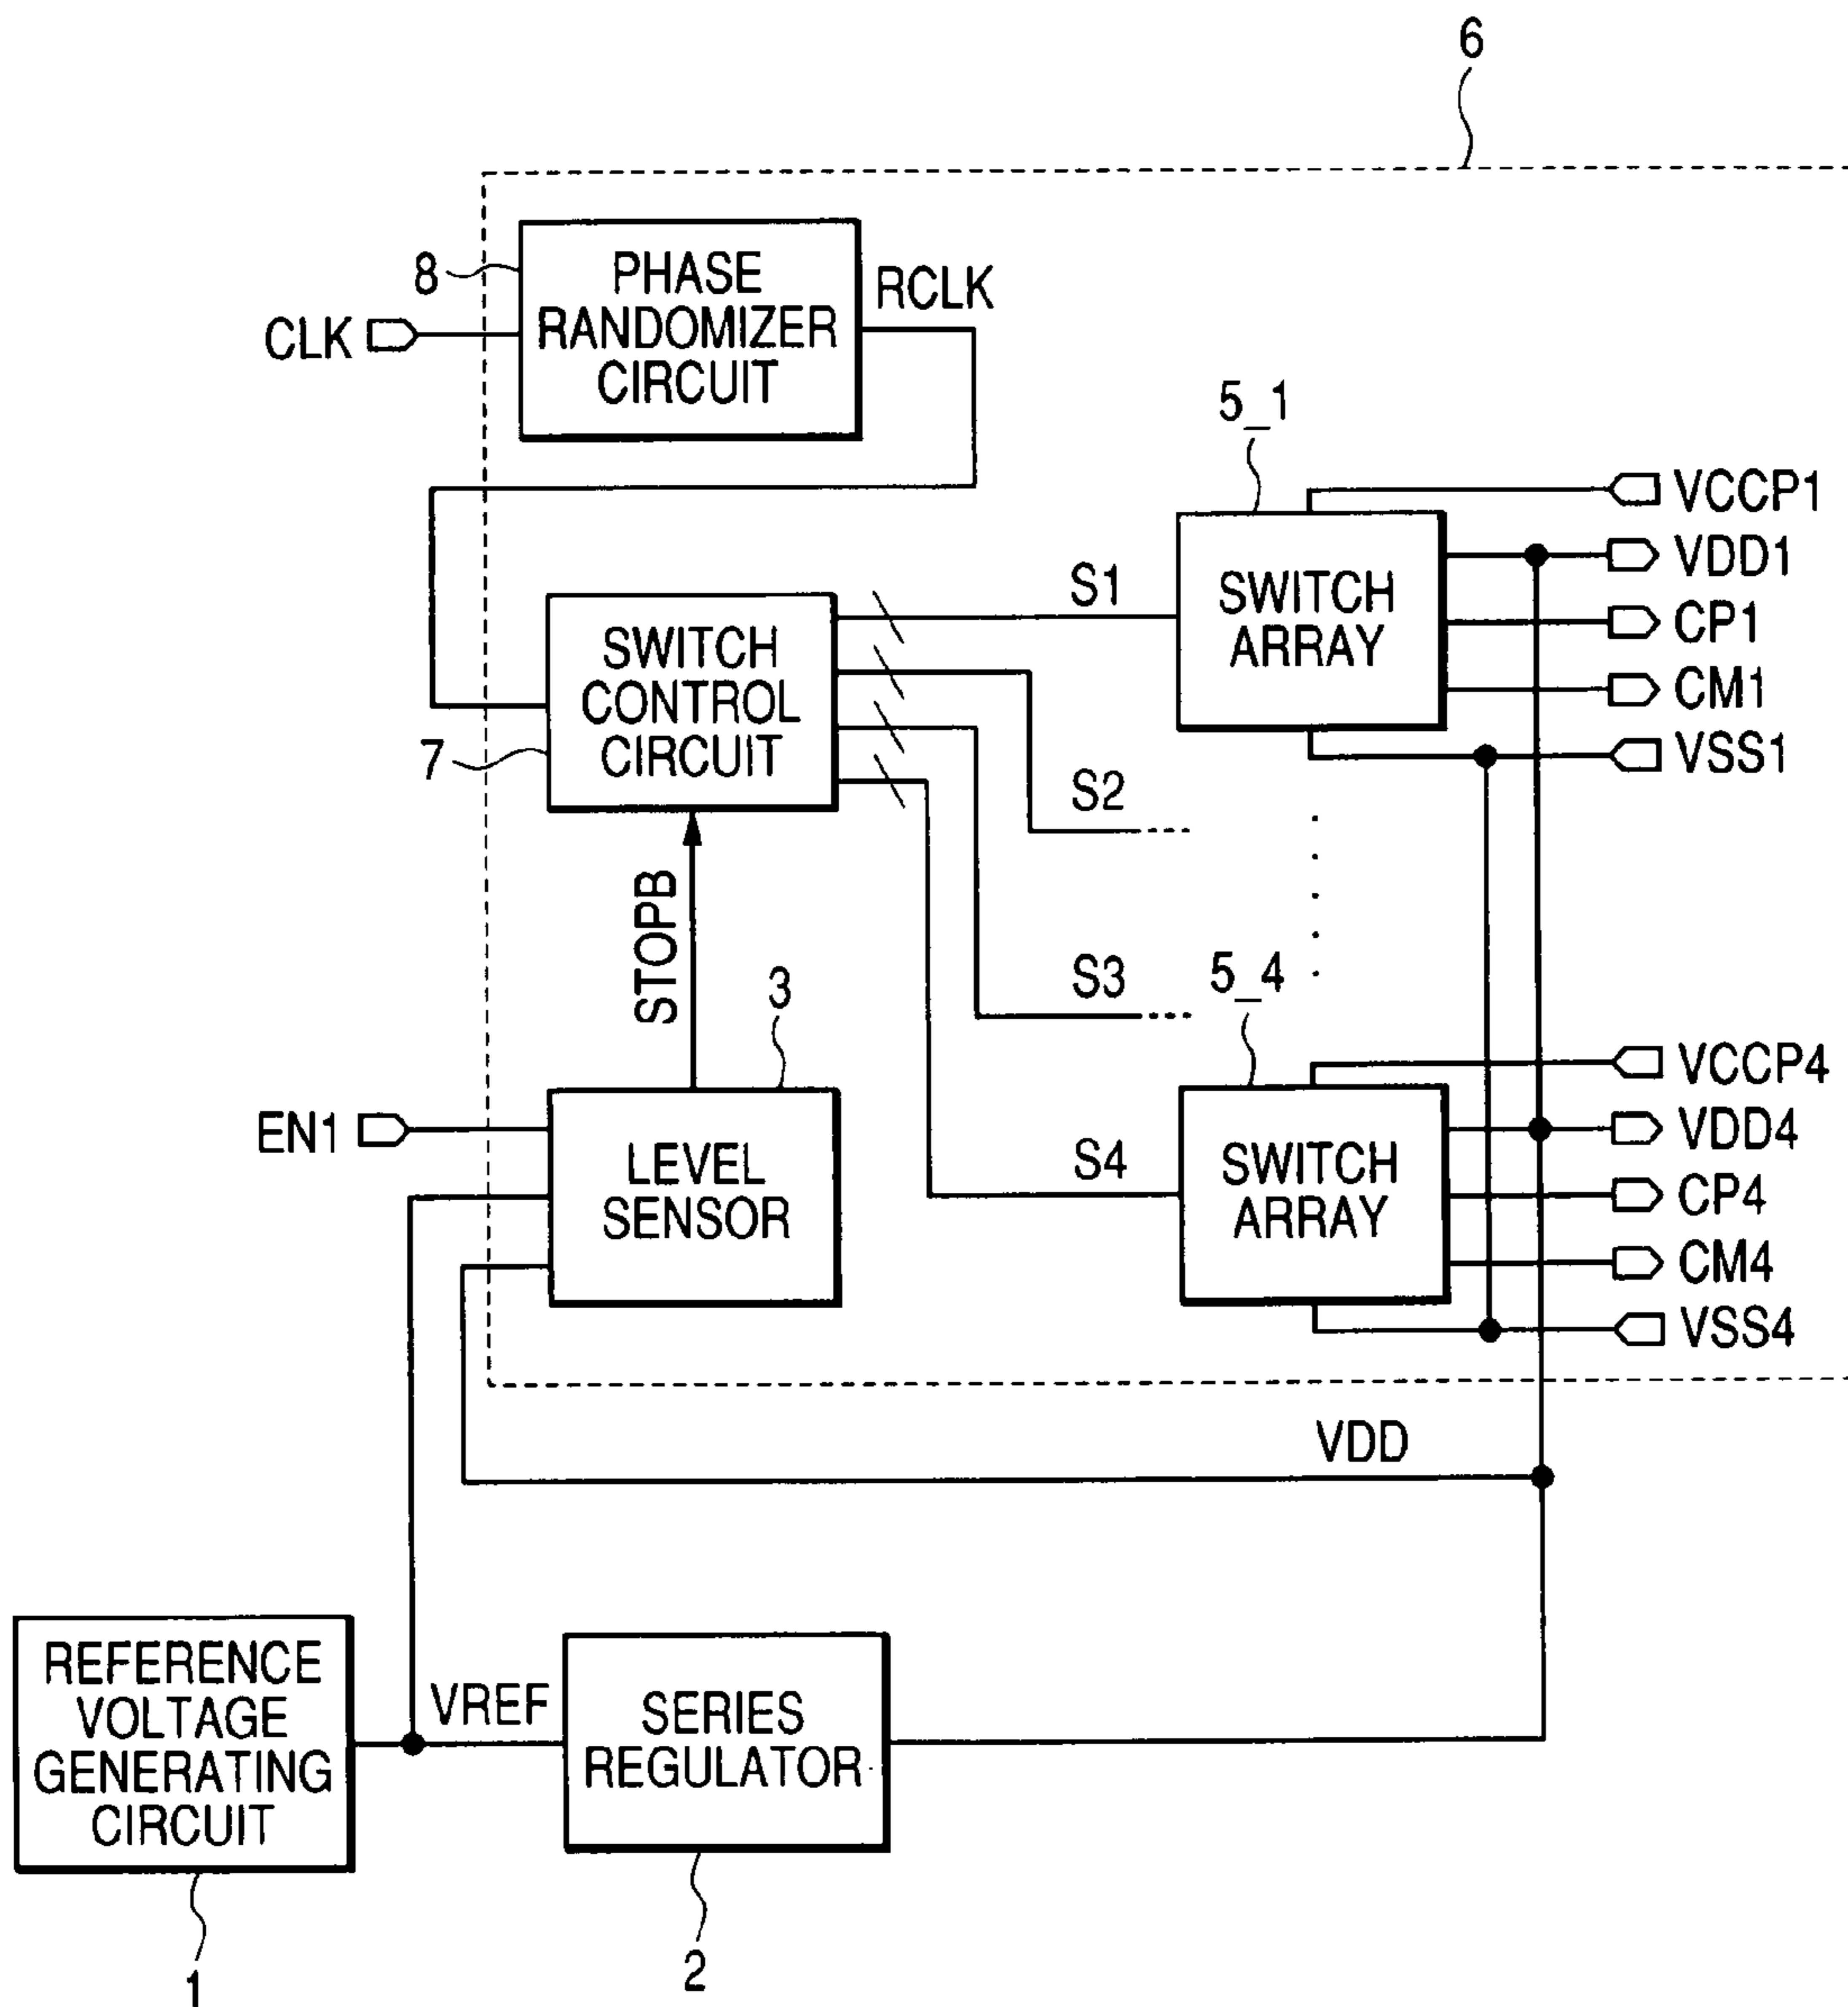 6
8
PHASE
RANDOMIZER
CIRCUIT
RCLK
CLK
5_1
VCCP1
VDD1
CP1
CM1
VSS1
SWITCH
ARRAY
S1
SWITCH
CONTROL
CIRCUIT
7
S2
STOPB
S3
3
5_4
VCCP4
VDD4
CP4
CM4
VSS4
EN1
LEVEL
SENSOR
S4
SWITCH
ARRAY
VDD
REFERENCE
VOLTAGE
GENERATING
CIRCUIT
VREF
SERIES
REGULATOR
1
2